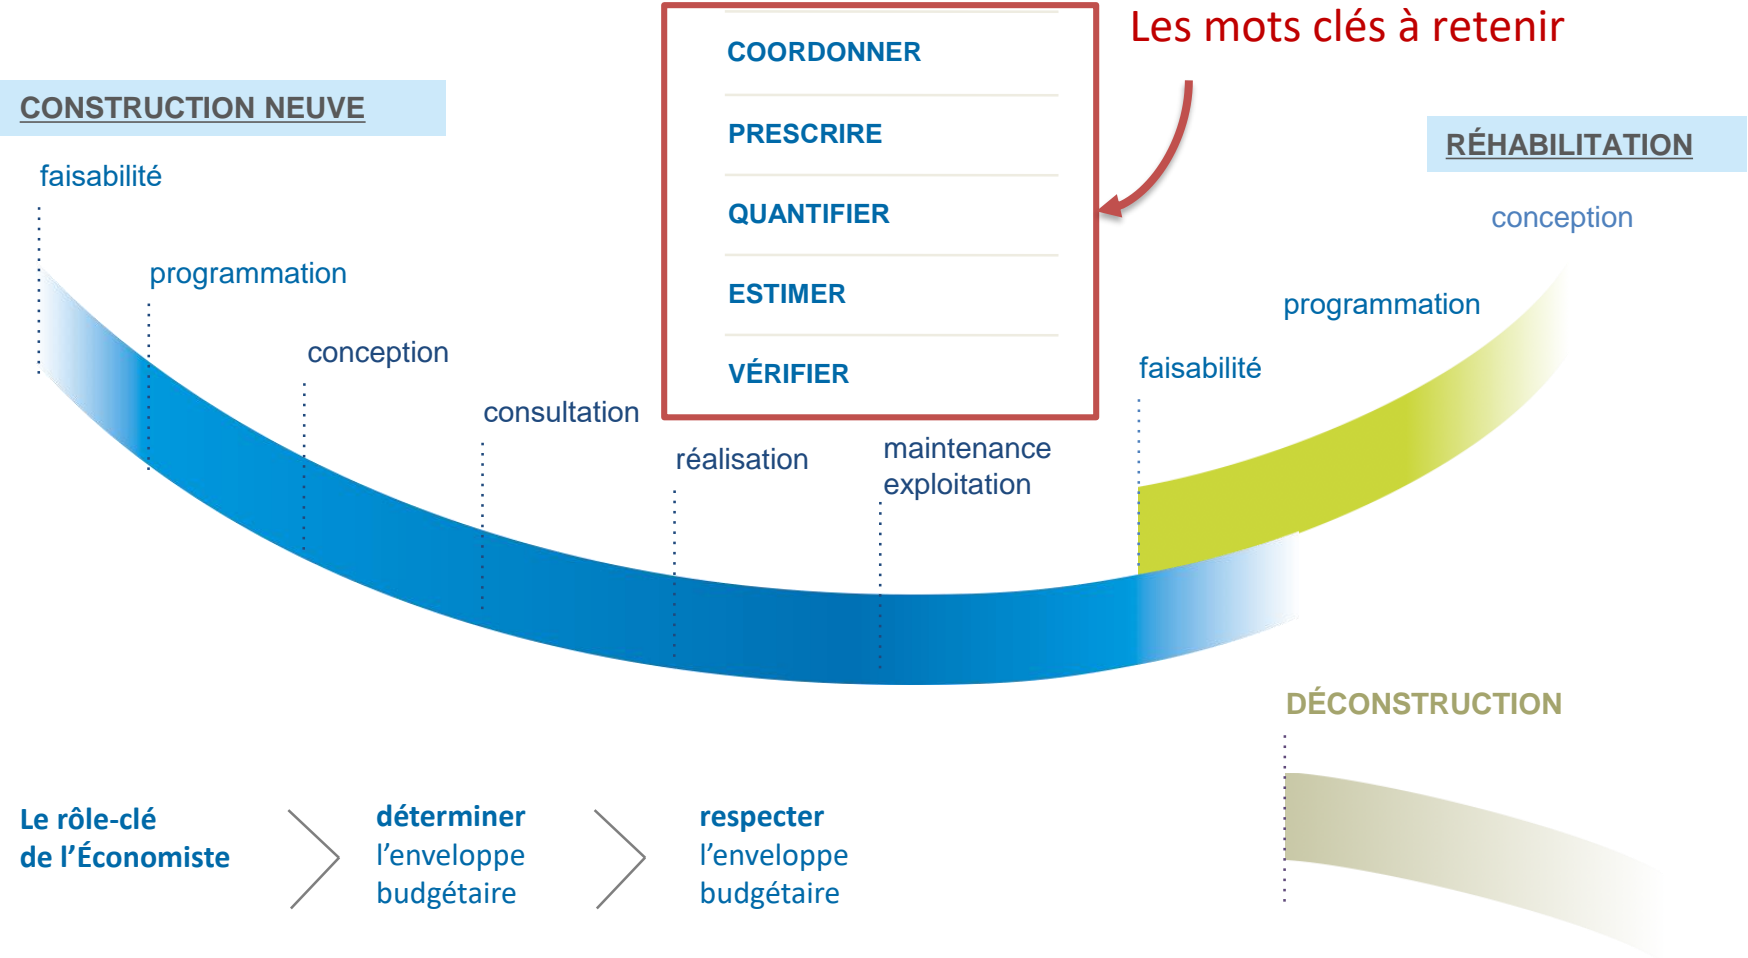 Les mots clés à retenir
COORDONNER
PRESCRIRE
QUANTIFIER
ESTIMER
VÉRIFIER
CONSTRUCTION NEUVE
faisabilité
programmation
conception
consultation
réalisation
maintenance
exploitation
RÉHABILITATION
faisabilité
programmation
conception
DÉCONSTRUCTION
Le rôle-clé
de l'Économiste
déterminer
l'enveloppe
budgétaire
respecter
l'enveloppe
budgétaire